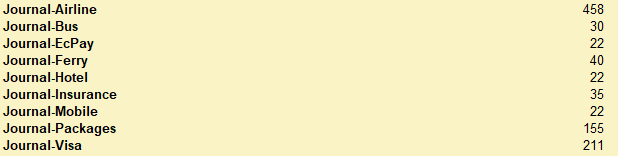 Journal-Airline 458
Journal-Bus 30
Journal-EcPay 22
Journal-Ferry 40
Journal-Hotel 22
Journal-Insurance 35
Journal-Mobile 22
Journal-Packages 155
Journal-Visa 211